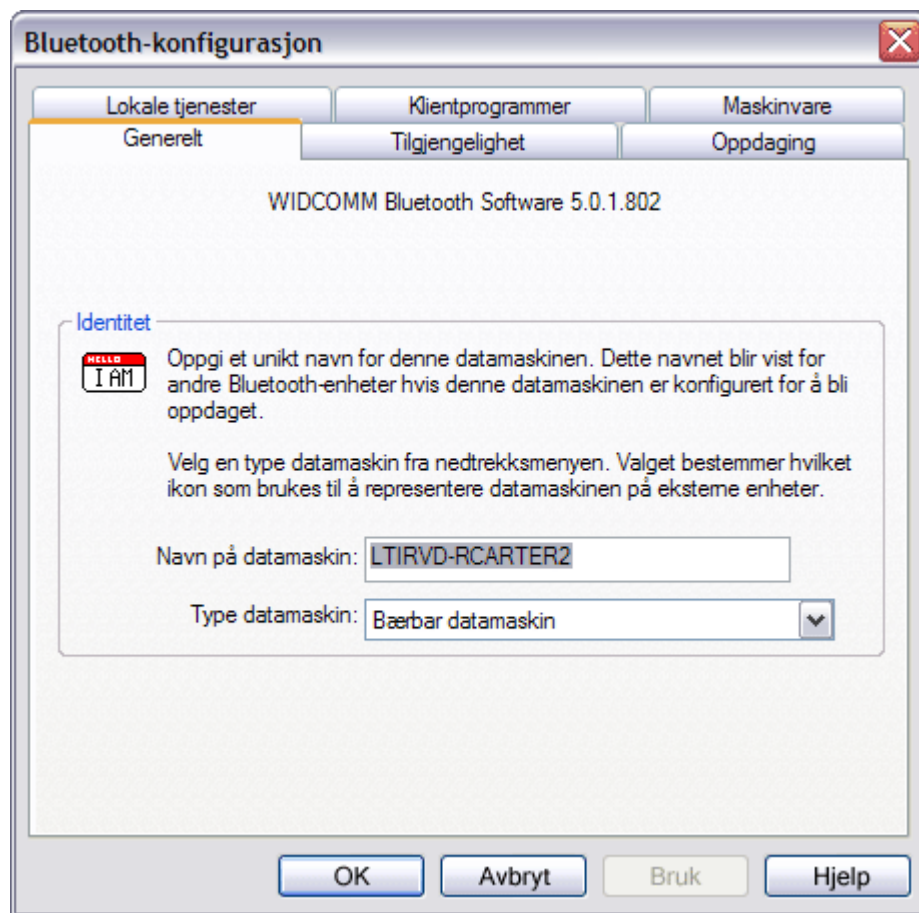 Bluetooth-konfigurasjon
Lokale tjenester
Klientprogrammer
Maskinvare
Generelt
Tilgjengelighet
Oppdaging
WIDCOMM Bluetooth Software 5.0.1.802
Identitet
HELLO
I AM
Oppgi et unikt navn for denne datamaskinen. Dette navnet blir vist for
andre Bluetooth-enheter hvis denne datamaskinen er konfigurert for å bli
oppdaget.
Velg en type datamaskin fra nedtrekksmenyen. Valget bestemmer hvilket
ikon som brukes til å representere datamaskinen på eksterne enheter.
Navn på datamaskin: LTIRVD-RCARTER2
Type datamaskin: Bærbar datamaskin
OK
Avbryt
Bruk
Hjelp